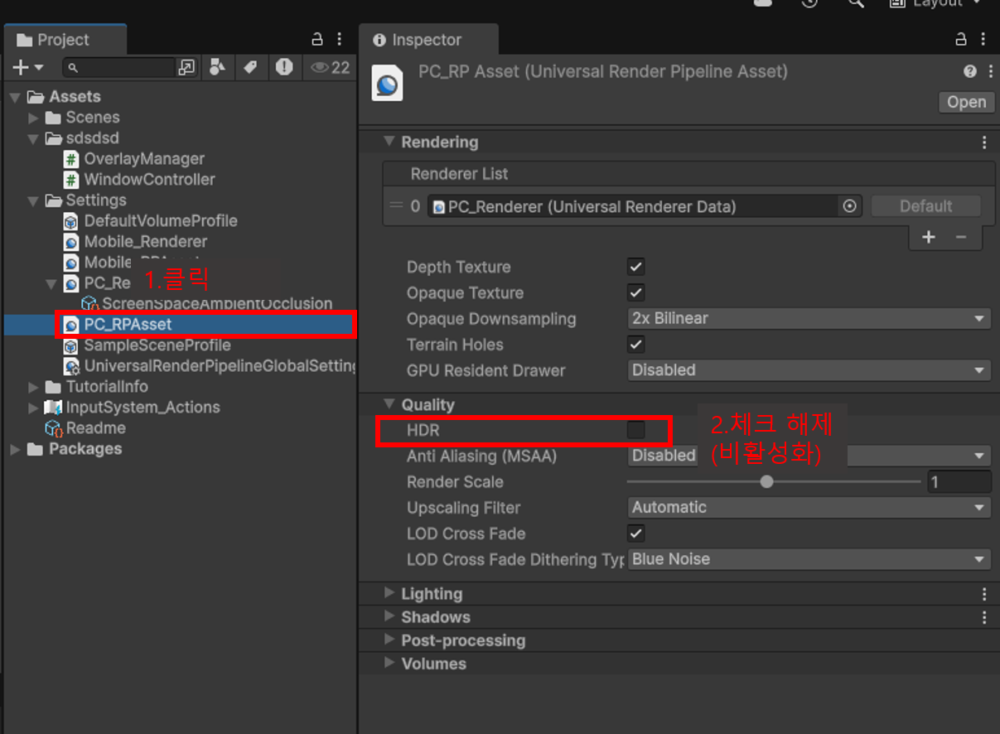 Layout
Project
22
Assets
Scenes
sdsdsd
OverlayManager
WindowController
Settings
DefaultVolumeProfile
Mobile_Renderer
Mobile
PC_Re
1.클릭
ScreenSpaceAmbientOcclusion
PC_RPAsset
SampleSceneProfile
UniversalRenderPipelineGlobalSetting
TutorialInfo
InputSystem_Actions
Readme
Packages
Inspector
PC_RP Asset (Universal Render Pipeline Asset)
Open
Rendering
Renderer List
0 PC_Renderer (Universal Renderer Data) Default
Depth Texture
Opaque Texture
Opaque Downsampling 2x Bilinear
Terrain Holes
GPU Resident Drawer Disabled
Quality
HDR
2.체크 해제
(비활성화)
Anti Aliasing (MSAA) Disabled
Render Scale 1
Upscaling Filter Automatic
LOD Cross Fade
LOD Cross Fade Dithering Typ Blue Noise
Lighting
Shadows
Post-processing
Volumes